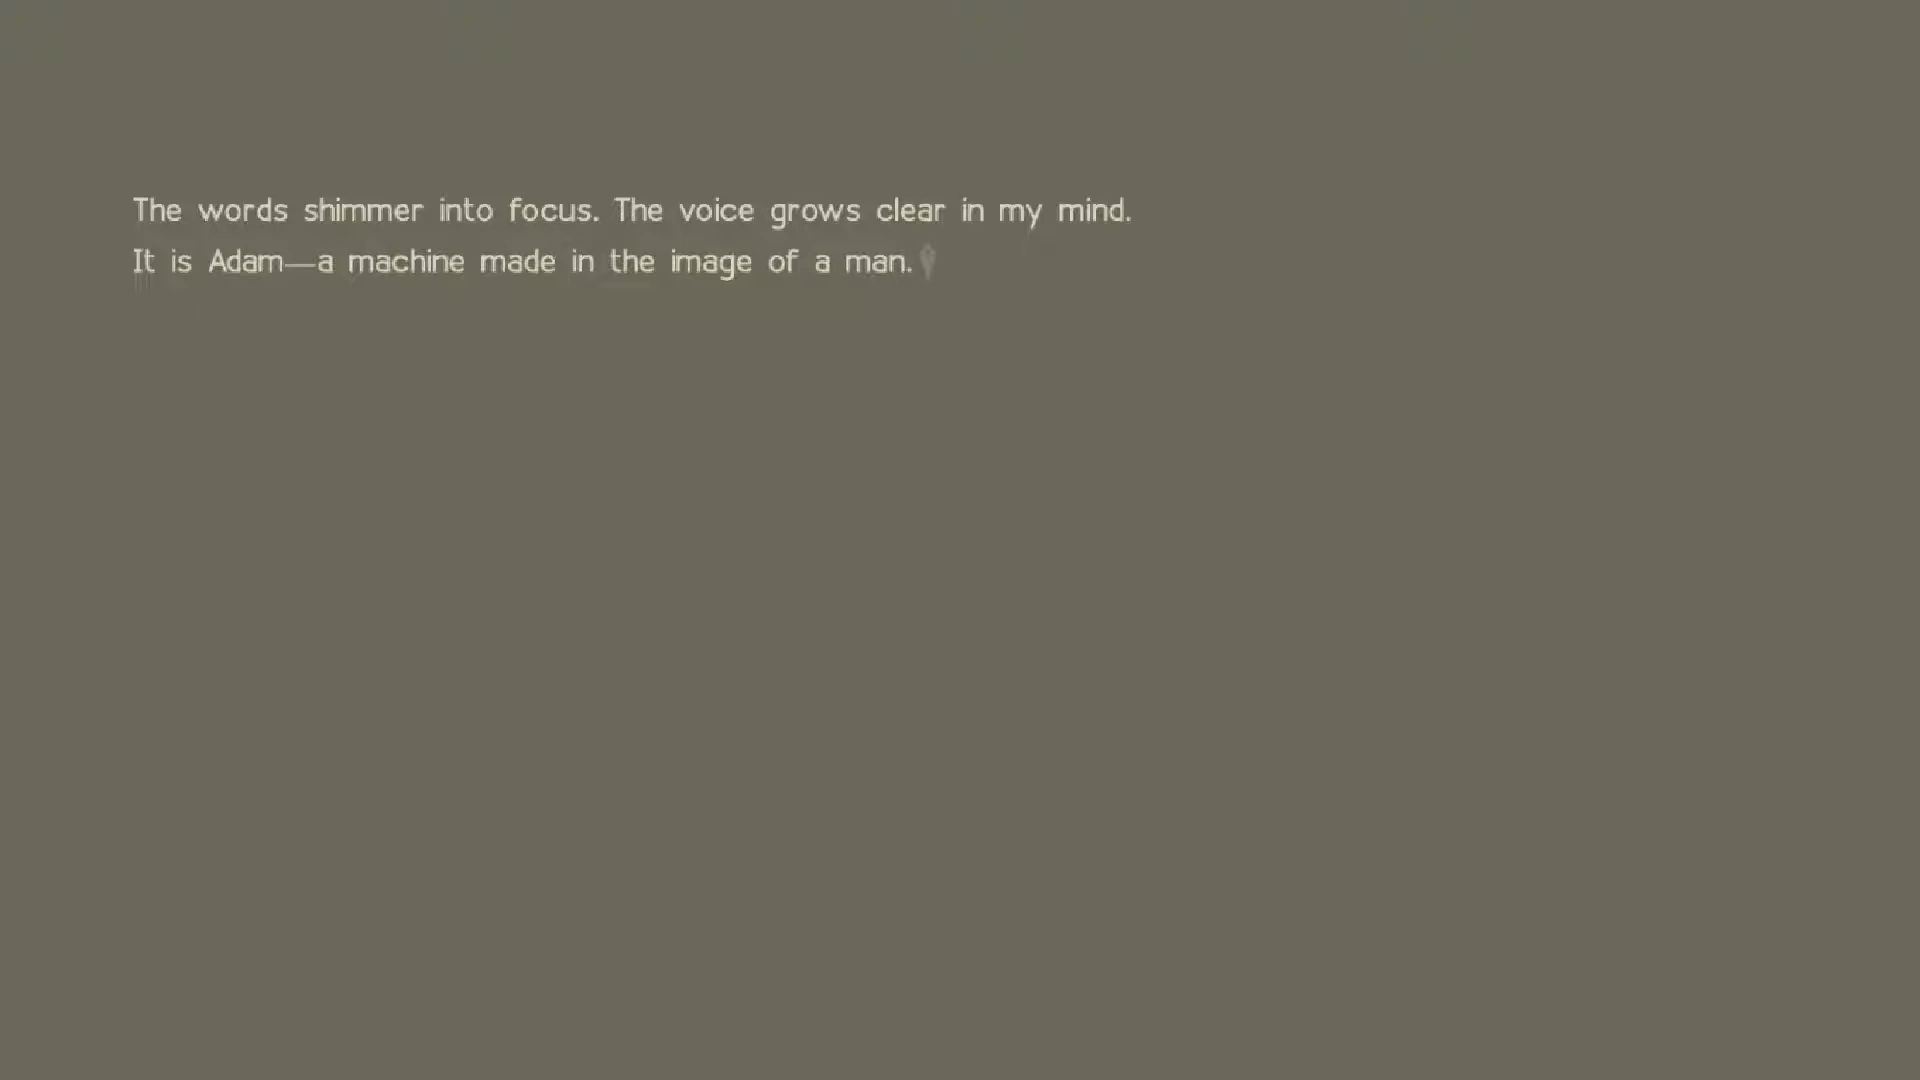 The words shimmer into focus. The voice grows clear in my mind.
It is Adam—a machine made in the image of a man.